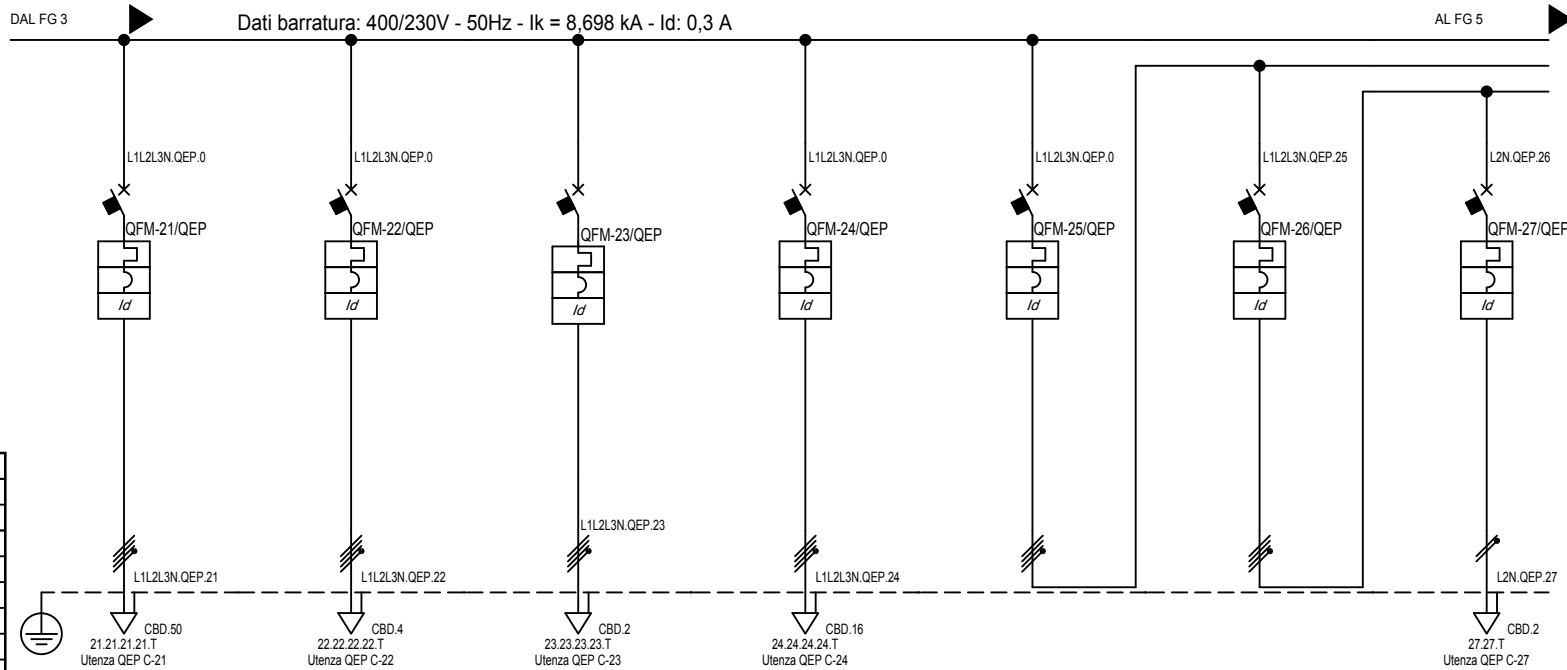 DAL FG 3
Dati barratura: 400/230V - 50Hz - Ik = 8,698 kA - Id: 0,3 A
AL FG 5
L1L2L3N.QEP.0
L1L2L3N.QEP.0
L1L2L3N.QEP.0
L1L2L3N.QEP.0
L1L2L3N.QEP.25
L2N.QEP.26
QFM-21/QEP
QFM-22/QEP
QFM-23/QEP
QFM-24/QEP
QFM-25/QEP
QFM-26/QEP
QFM-27/QEP
Id
Id
Id
Id
Id
Id
Id
L1L2L3N.QEP.23
L1L2L3N.QEP.21
L1L2L3N.QEP.22
L1L2L3N.QEP.24
L2N.QEP.27
CBD.50
21.21.21.21.T
Utenza QEP C-21
CBD.4
22.22.22.22.T
Utenza QEP C-22
CBD.2
23.23.23.23.T
Utenza QEP C-23
CBD.16
24.24.24.24.T
Utenza QEP C-24
CBD.2
27.27.T
Utenza QEP C-27